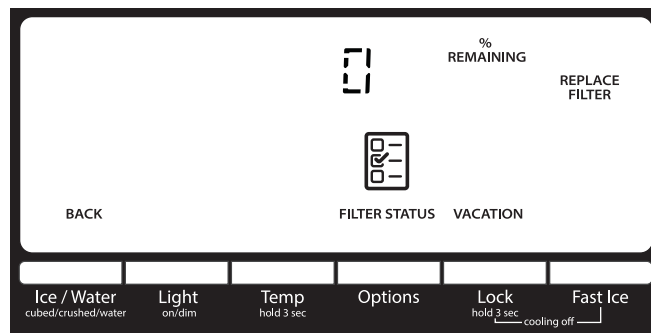 0
%
REMAINING
REPLACE
FILTER
BACK
FILTER STATUS
VACATION
Ice / Water
cubed/crushed/water
Light
on/dim
Temp
hold 3 sec
Options
Lock
hold 3 sec
Fast Ice
cooling off